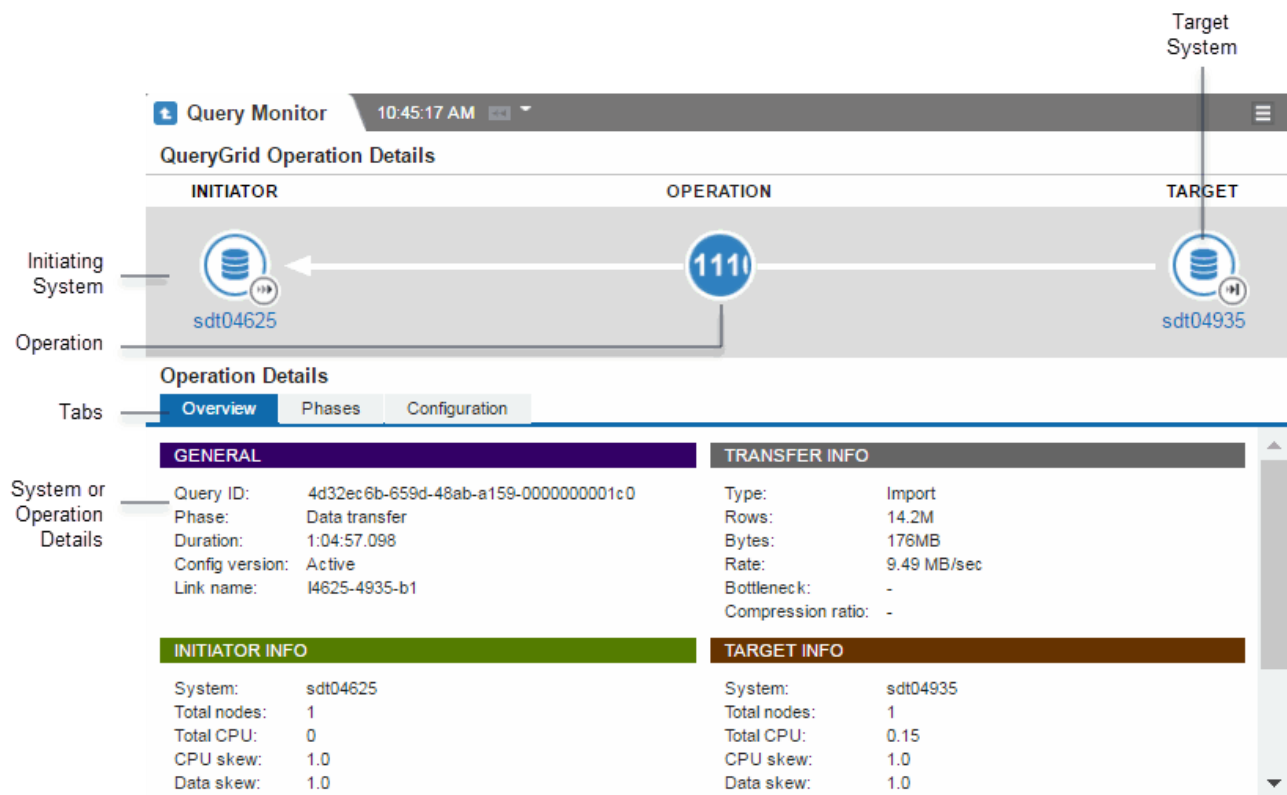 Target
System
Query Monitor 10:45:17 AM
QueryGrid Operation Details
INITIATOR OPERATION TARGET
Initiating
System
1110
sdt04625 sdt04935
Operation
Operation Details
Tabs
Overview Phases Configuration
GENERAL TRANSFER INFO
System or
Operation
Details
Query ID: 4d32ec6b-659d-48ab-a159-0000000001c0 Type: Import
Phase: Data transfer Rows: 14.2M
Duration: 1:04:57.098 Bytes: 176MB
Config version: Active Rate: 9.49 MB/sec
Link name: l4625-4935-b1 Bottleneck: -
Compression ratio: -
INITIATOR INFO TARGET INFO
System: sdt04625 System: sdt04935
Total nodes: 1 Total nodes: 1
Total CPU: 0 Total CPU: 0.15
CPU skew: 1.0 CPU skew: 1.0
Data skew: 1.0 Data skew: 1.0